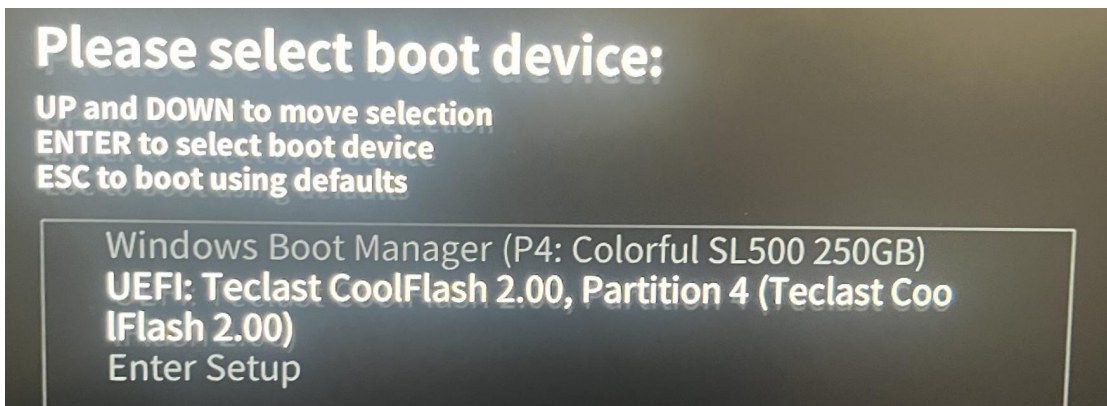 Please select boot device:
UP and DOWN to move selection
ENTER to select boot device
ESC to boot using defaults
Windows Boot Manager (P4: Colorful SL500 250GB)
UEFI: Teclast CoolFlash 2.00, Partition 4 (Teclast Coo
lFlash 2.00)
Enter Setup